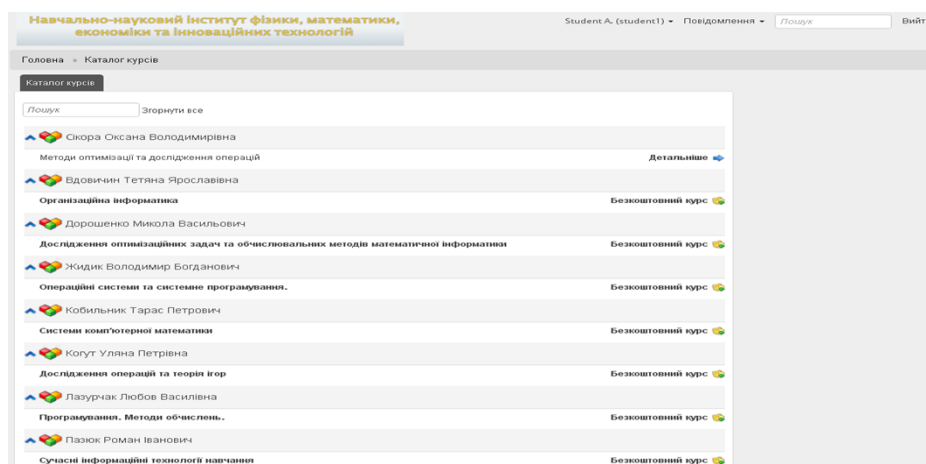 Навчально-науковий інститут фізики, математики, економіки та інноваційних технологій
Student A. (student1) Повідомлення Пошук Вийт
Головна » Каталог курсів
Каталог курсів
Пошук Згорнути все
Сікора Оксана Володимирівна
Методи оптимізації та дослідження операцій Детальніше
Вдовичин Тетяна Ярославівна
Організаційна інформатика Безкоштовний курс
Дорошенко Микола Васильович
Дослідження оптимізаційних задач та обчислювальних методів математичної інформатики Безкоштовний курс
Жидик Володимир Богданович
Операційні системи та системне програмування. Безкоштовний курс
Кобильник Тарас Петрович
Системи комп'ютерної математики Безкоштовний курс
Когут Уляна Петрівна
Дослідження операцій та теорія ігор Безкоштовний курс
Лазурчак Любов Василівна
Програмування. Методи обчислень. Безкоштовний курс
Пазюк Роман Іванович
Сучасні інформаційні технології навчання Безкоштовний курс